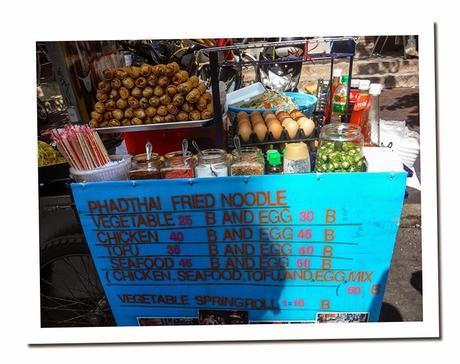 PHADTHAI FRIED NOODLE
VEGETABLE 25 B AND EGG 30 B
CHICKEN 40 B AND EGG 45 B
TOFU 35 B AND EGG 40 B
SEAFOOD 45 B AND EGG 50 B
(CHICKEN, SEAFOOD, TOFU, AND, EGG, MIX
( 60 B
VEGETABLE SPRINGROLL 1=10 B